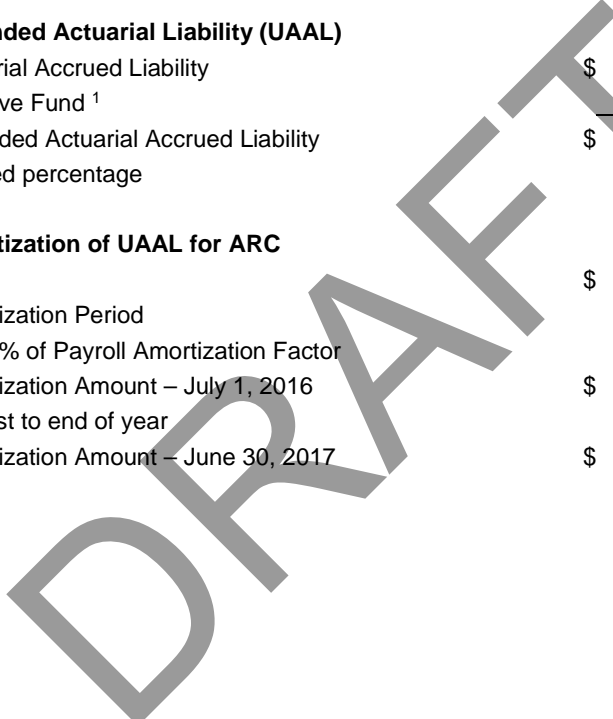 nded Actuarial Liability (UAAL)
rial Accrued Liability $
ve Fund 1
ded Actuarial Accrued Liability $
ed percentage
tization of UAAL for ARC
$
ization Period
% of Payroll Amortization Factor
ization Amount – July 1, 2016 $
st to end of year
ization Amount – June 30, 2017 $
DRAFT